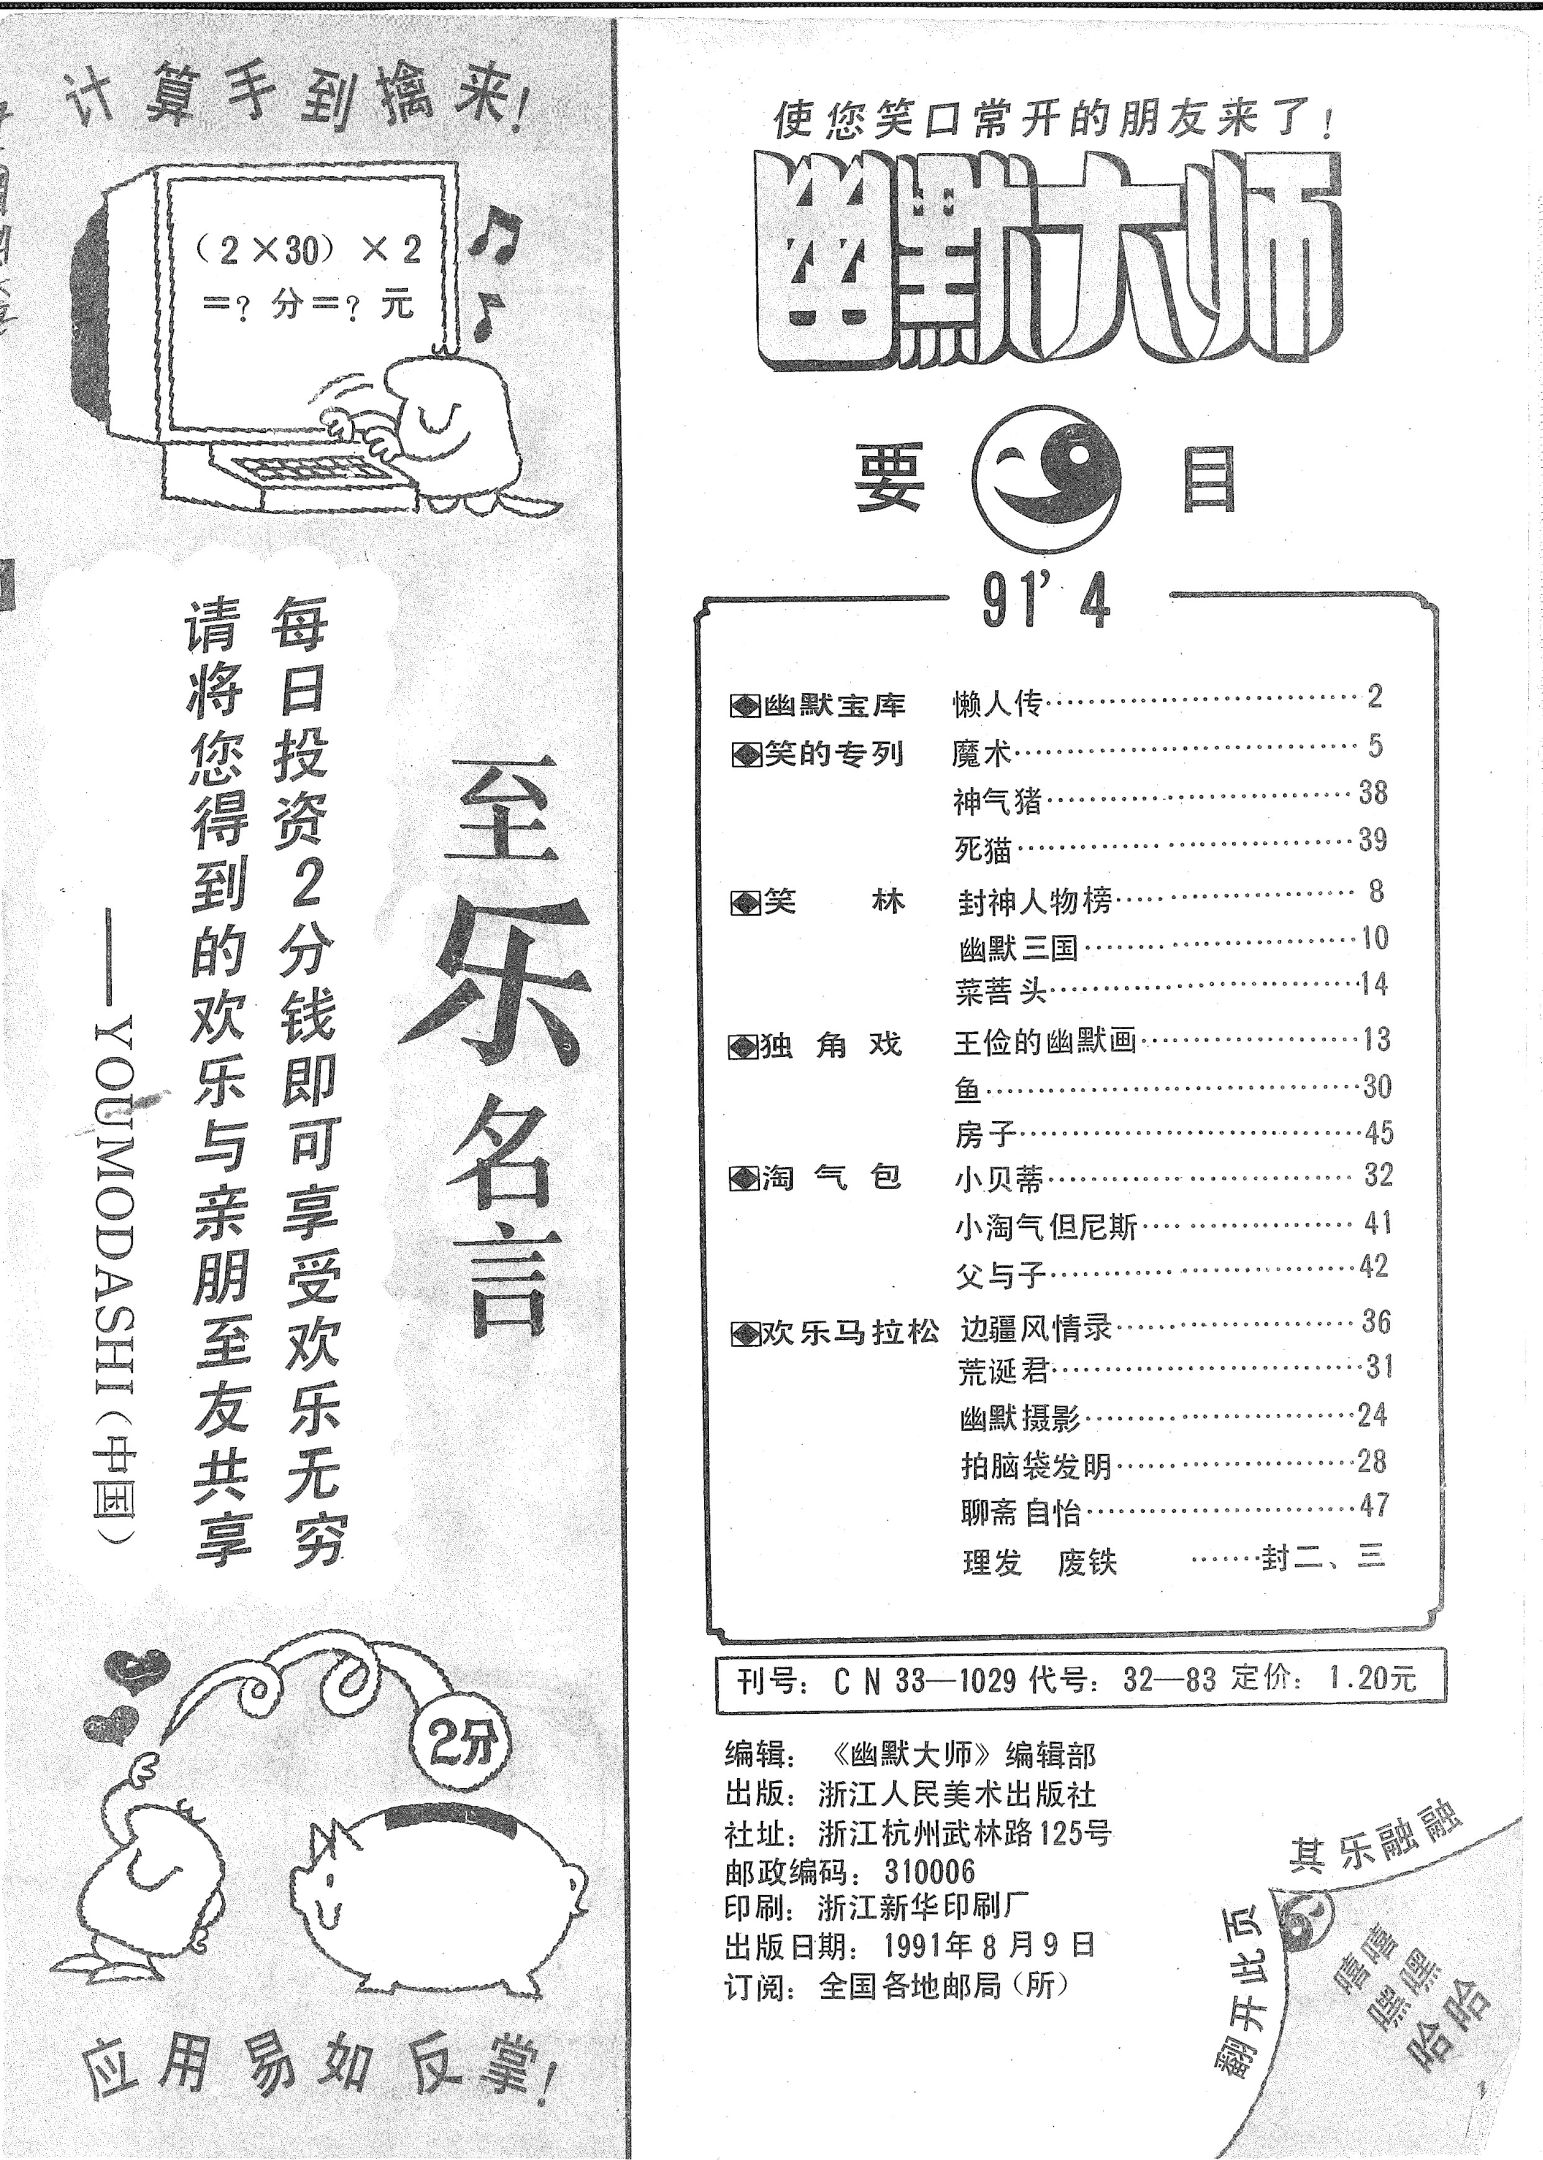 计算手到擒来!
(2×30)×2
=?分=?元
至乐名言
每日投资2分钱即可享受欢乐无穷
请将您得到的欢乐与亲朋至友共享
——YOUMODASHI(中国)
2分
应用易如反掌!
使您笑口常开的朋友来了!
幽默大师
要目
91'4
幽默宝库 懒人传……2
笑的专列 魔术……5
神气猪……38
死猫……39
笑林 封神人物榜……8
幽默三国……10
菜菩头……14
独角戏 王俭的幽默画……13
鱼……30
房子……45
淘气包 小贝蒂……32
小淘气但尼斯……41
父与子……42
欢乐马拉松 边疆风情录……36
荒诞君……31
幽默摄影……24
拍脑袋发明……28
聊斋自怡……47
理发 废铁 ……封二、三
刊号:CN33—1029代号:32—83定价:1.20元
编辑:《幽默大师》编辑部
出版:浙江人民美术出版社
社址:浙江杭州武林路125号
邮政编码:310006
印刷:浙江新华印刷厂
出版日期:1991年8月9日
订阅:全国各地邮局(所)
其乐融融
翻开此页
嘻嘻
嘿嘿
哈哈
1